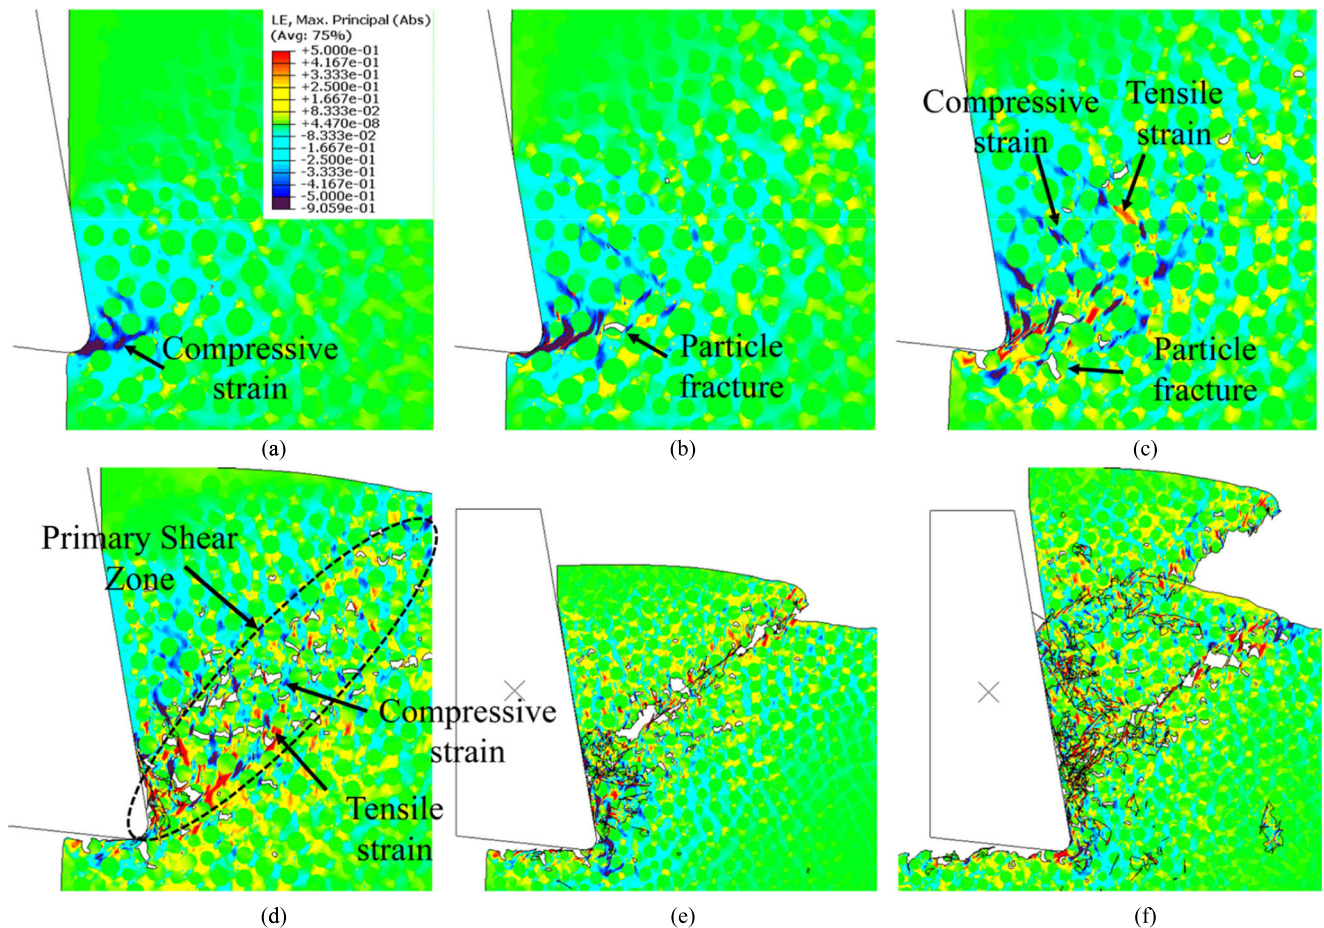 LE, Max. Principal (Abs)
(Avg: 75%)
+5.000e-01
+4.167e-01
+3.333e-01
+2.500e-01
+1.667e-01
+8.333e-02
+4.470e-08
-8.333e-02
-1.667e-01
-2.500e-01
-3.333e-01
-4.167e-01
-5.000e-01
-9.059e-01
Compressive
strain
(a)
Particle
fracture
(b)
Compressive
strain
Tensile
strain
Particle
fracture
(c)
Primary Shear
Zone
Compressive
strain
Tensile
strain
(d)
(e)
(f)